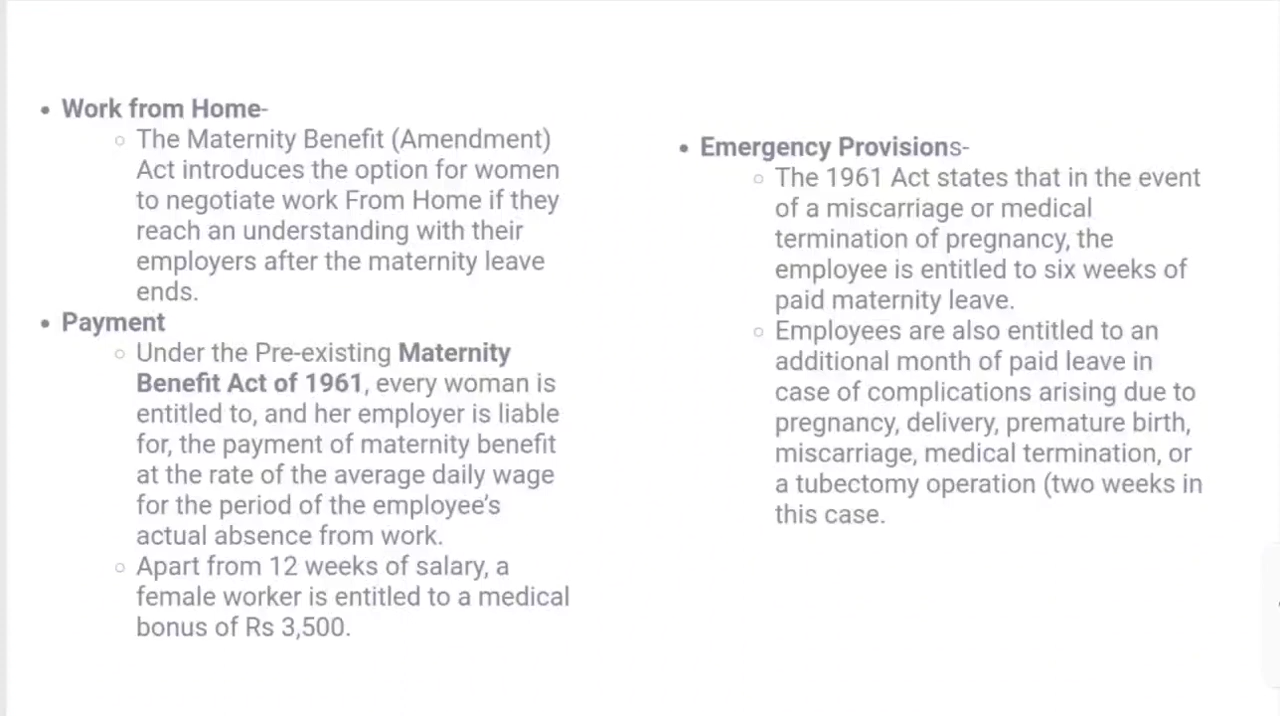 • Work from Home-
○ The Maternity Benefit (Amendment)
Act introduces the option for women
to negotiate work From Home if they
reach an understanding with their
employers after the maternity leave
ends.
• Payment
○ Under the Pre-existing Maternity
Benefit Act of 1961, every woman is
entitled to, and her employer is liable
for, the payment of maternity benefit
at the rate of the average daily wage
for the period of the employee’s
actual absence from work.
○ Apart from 12 weeks of salary, a
female worker is entitled to a medical
bonus of Rs 3,500.
• Emergency Provisions-
○ The 1961 Act states that in the event
of a miscarriage or medical
termination of pregnancy, the
employee is entitled to six weeks of
paid maternity leave.
○ Employees are also entitled to an
additional month of paid leave in
case of complications arising due to
pregnancy, delivery, premature birth,
miscarriage, medical termination, or
a tubectomy operation (two weeks in
this case.